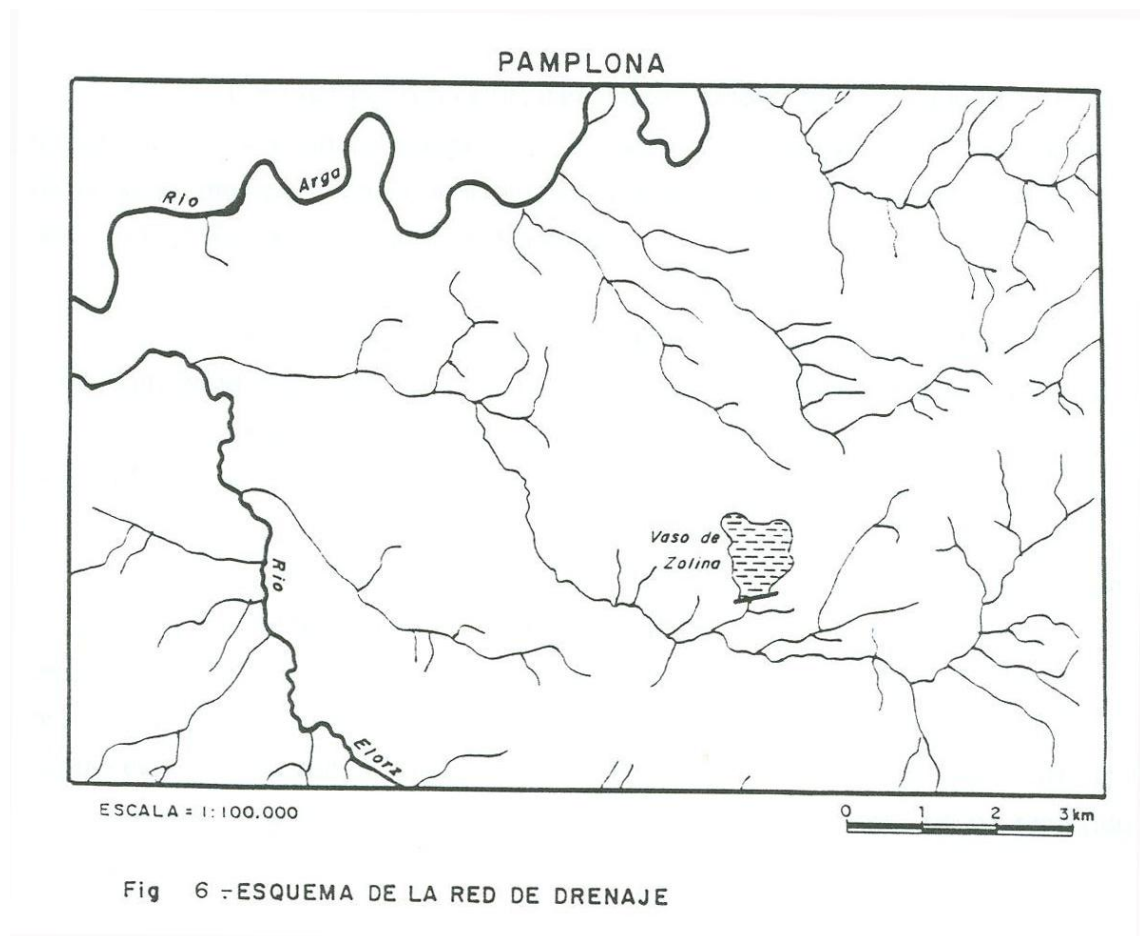 PAMPLONA
Rio Arga
Vaso de
Zolina
Rio
Elorz
ESCALA = 1:100.000
0 1 2 3 km
Fig 6.-ESQUEMA DE LA RED DE DRENAJE